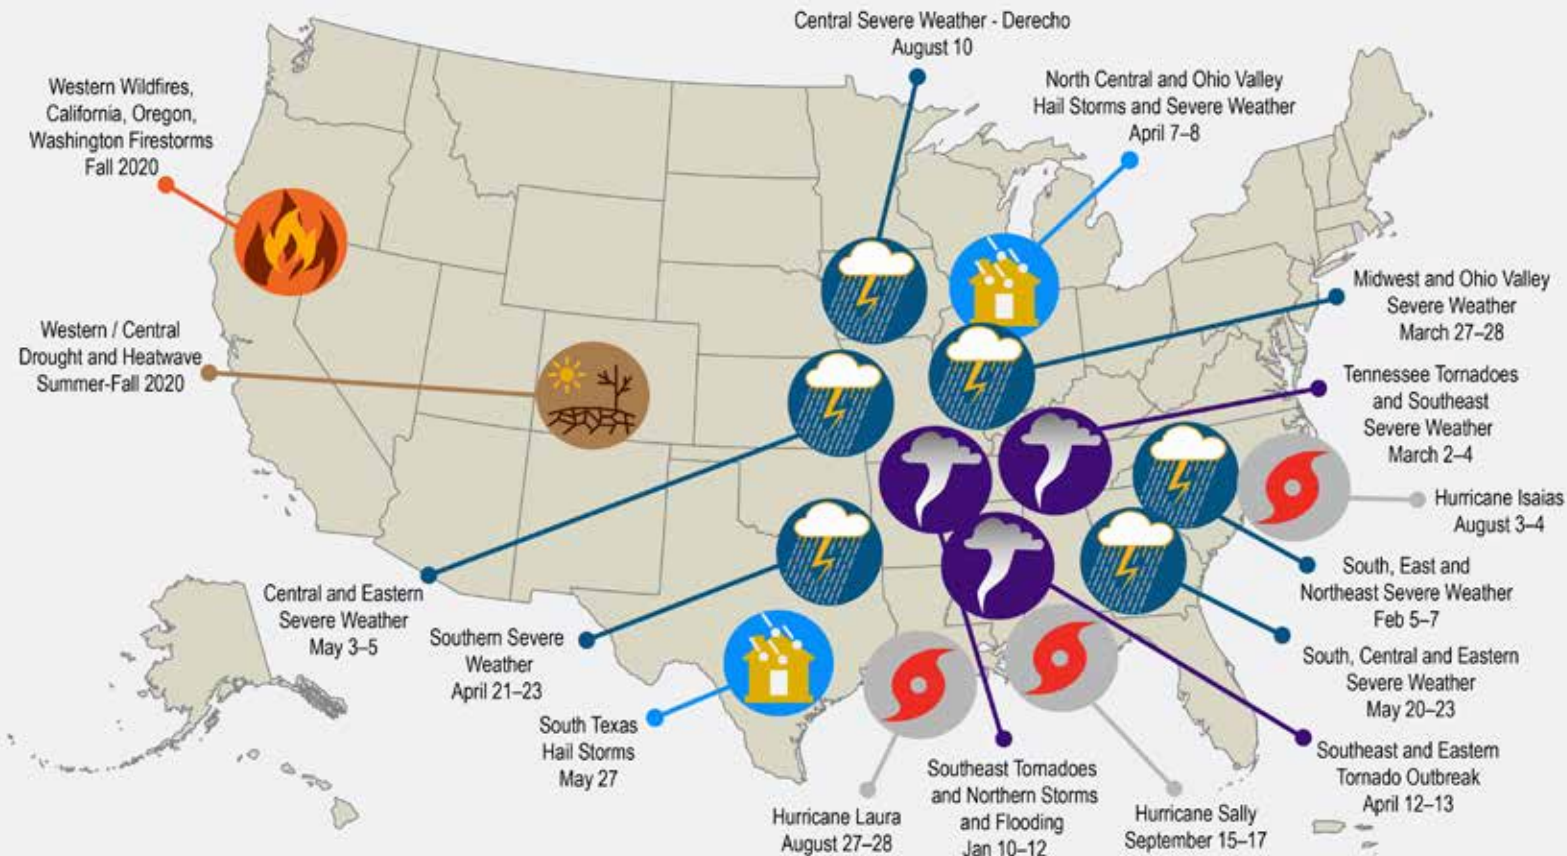 Central Severe Weather - Derecho
August 10
Western Wildfires,
California, Oregon,
Washington Firestorms
Fall 2020
North Central and Ohio Valley
Hail Storms and Severe Weather
April 7–8
Midwest and Ohio Valley
Severe Weather
March 27–28
Western / Central
Drought and Heatwave
Summer-Fall 2020
Tennessee Tornadoes
and Southeast
Severe Weather
March 2–4
Hurricane Isaias
August 3–4
South, East and
Northeast Severe Weather
Feb 5–7
Central and Eastern
Severe Weather
May 3–5
Southern Severe
Weather
April 21–23
South, Central and Eastern
Severe Weather
May 20–23
South Texas
Hail Storms
May 27
Southeast and Eastern
Tornado Outbreak
April 12–13
Hurricane Laura
August 27–28
Southeast Tornadoes
and Northern Storms
and Flooding
Jan 10–12
Hurricane Sally
September 15–17